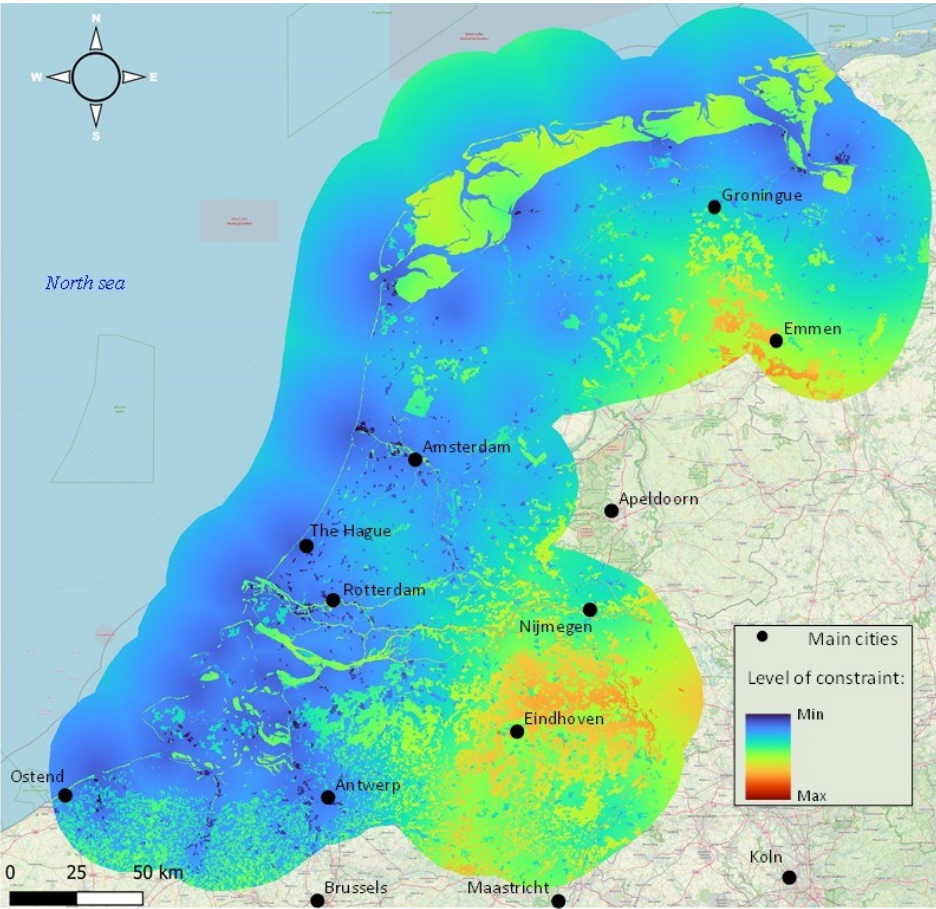 N
W E
S
Groningue
North sea
Emmen
Amsterdam
Apeldoorn
The Hague
Rotterdam
Nijmegen
Main cities
Level of constraint:
Min
Max
Eindhoven
Ostend
Antwerp
0 25 50 km
Brussels
Maastricht
Koln